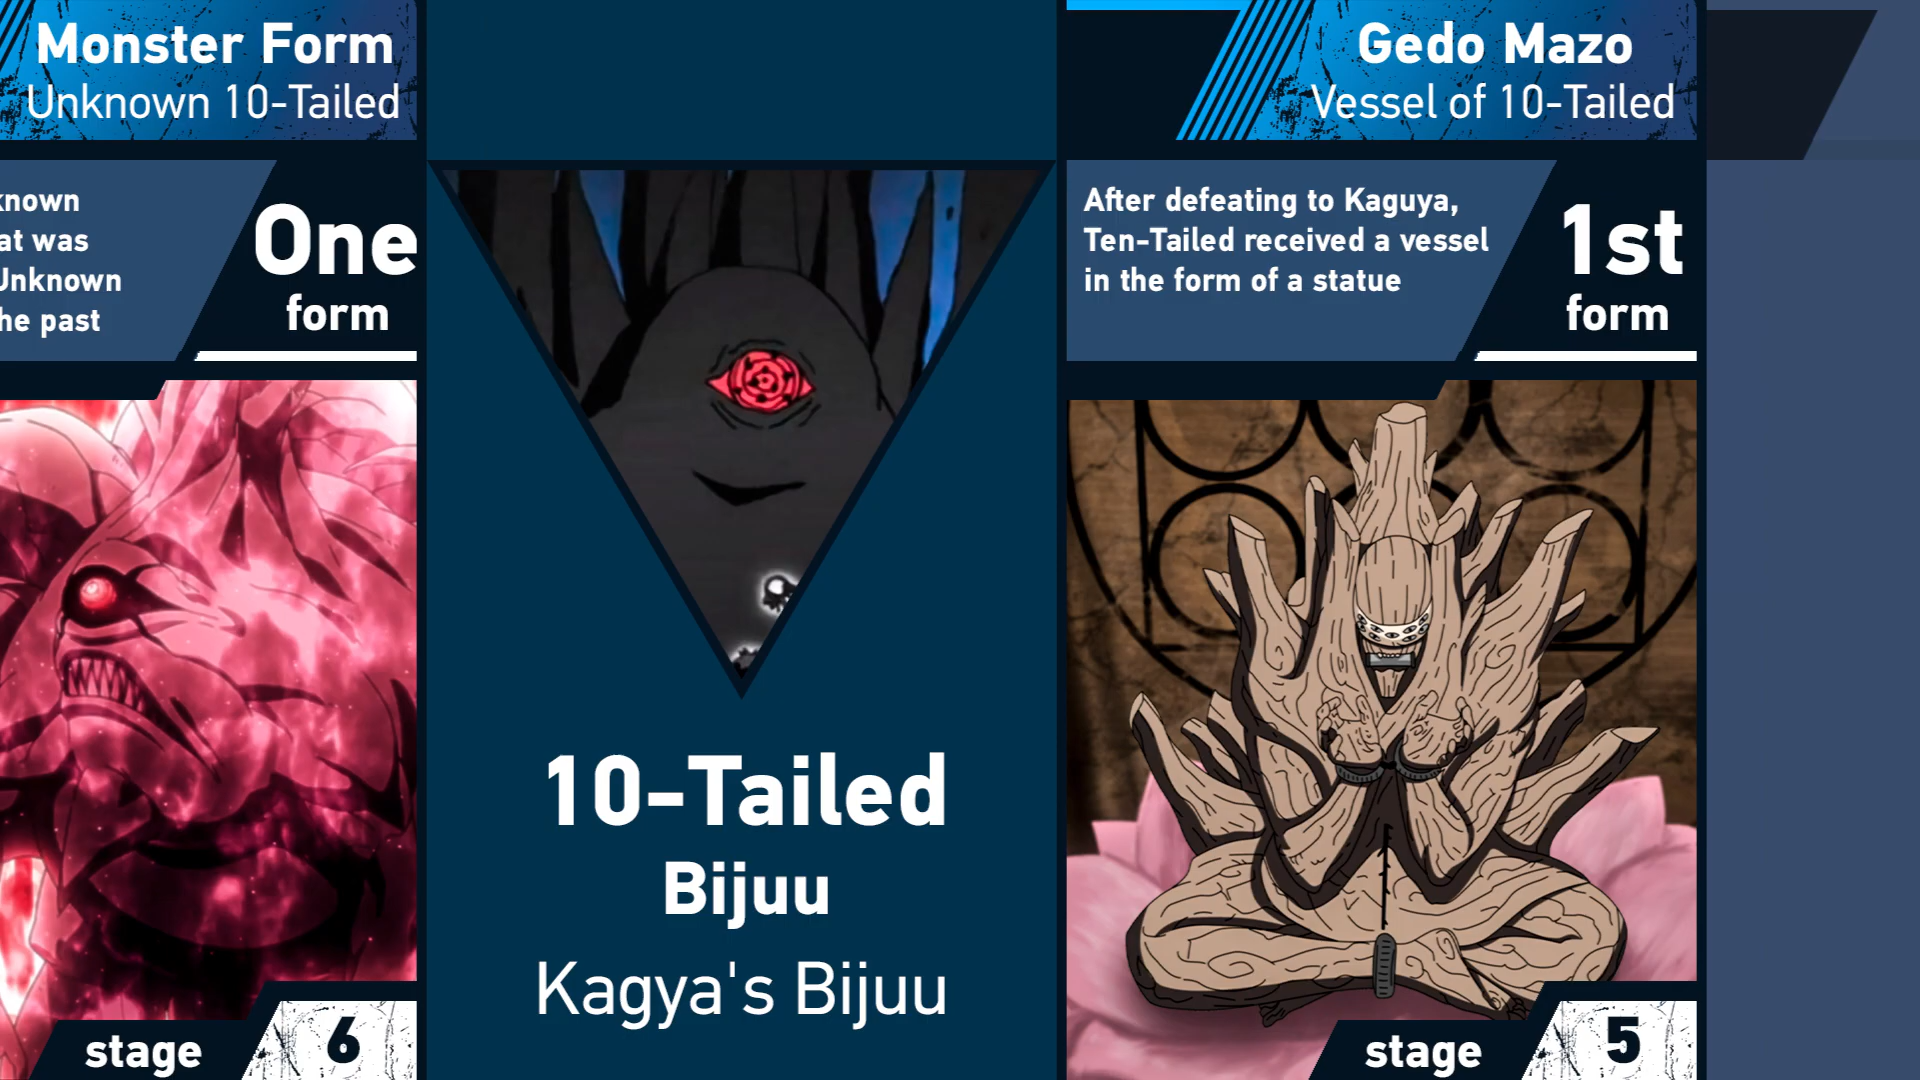 Monster Form
Unknown 10-Tailed
known
at was
Unknown
he past
One
form
stage
6
10-Tailed
Bijuu
Kagya's Bijuu
Gedo Mazo
Vessel of 10-Tailed
After defeating to Kaguya,
Ten-Tailed received a vessel
in the form of a statue
1st
form
stage
5